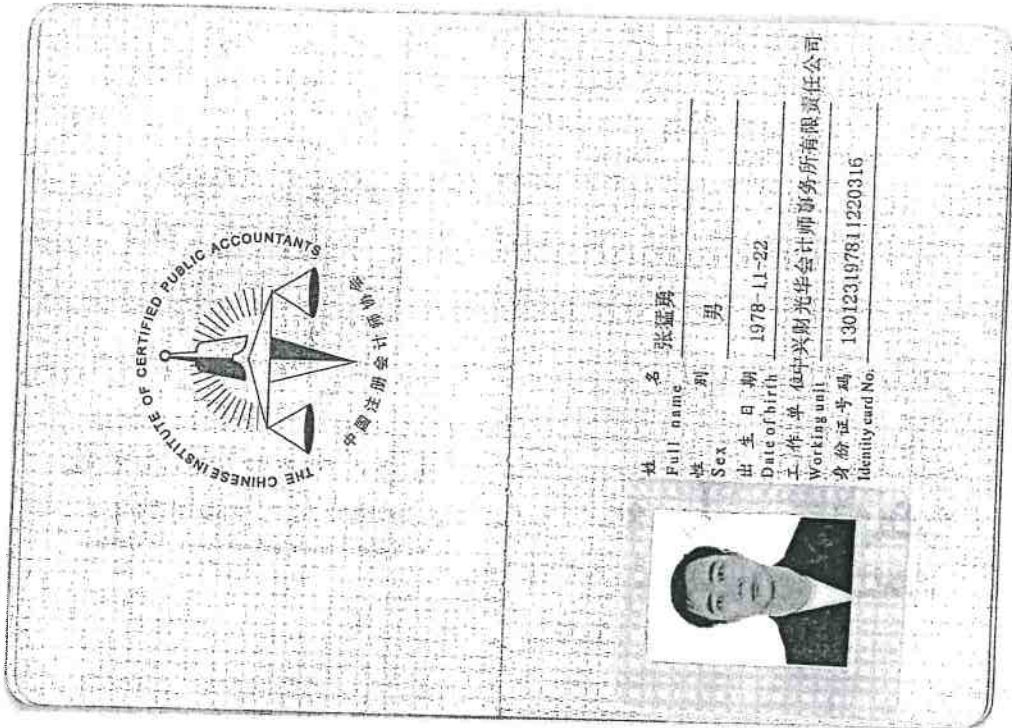 THE CHINESE INSTITUTE OF CERTIFIED PUBLIC ACCOUNTANTS
中国注册会计师协会
姓 名 张猛勇
Full name
性 别 男
Sex
出生日期 1978-11-22
Date of birth
工作单位 中兴财光华会计师事务所有限责任公司
Working unit
身份证号码 130123197811220316
Identity card No.